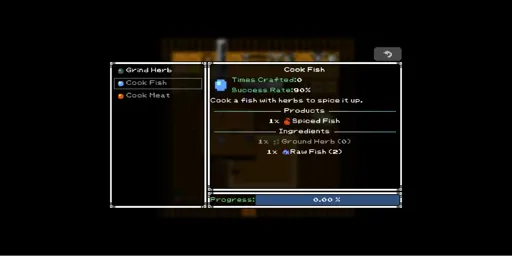 Grind Herb
Cook Fish
Cook Meat
Cook Fish
Times Crafted:0
Success Rate:90%
Cook a fish with herbs to spice it up.
Products
1x Spiced Fish
Ingredients
1x Ground Herb (0)
1x Raw Fish (2)
Progress: 0.00 %